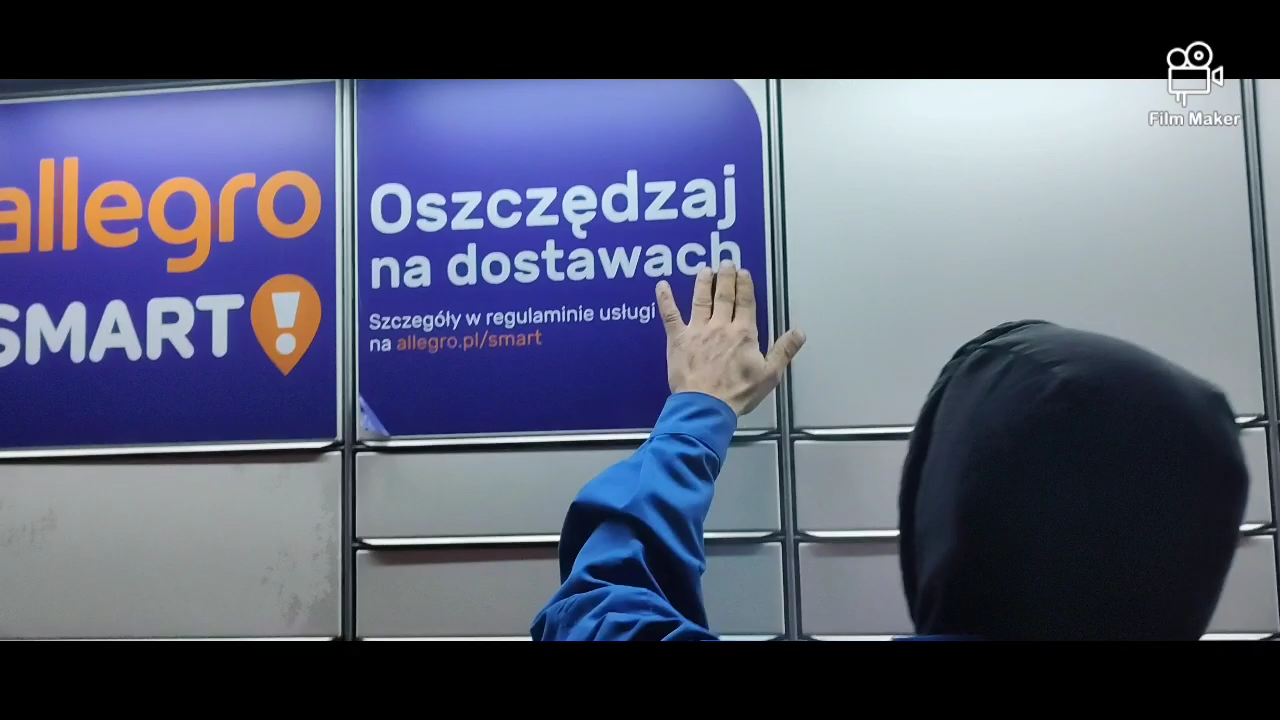 Film Maker
allegro
SMART!
Oszczędzaj
na dostawach
Szczegóły w regulaminie usługi
na allegro.pl/smart